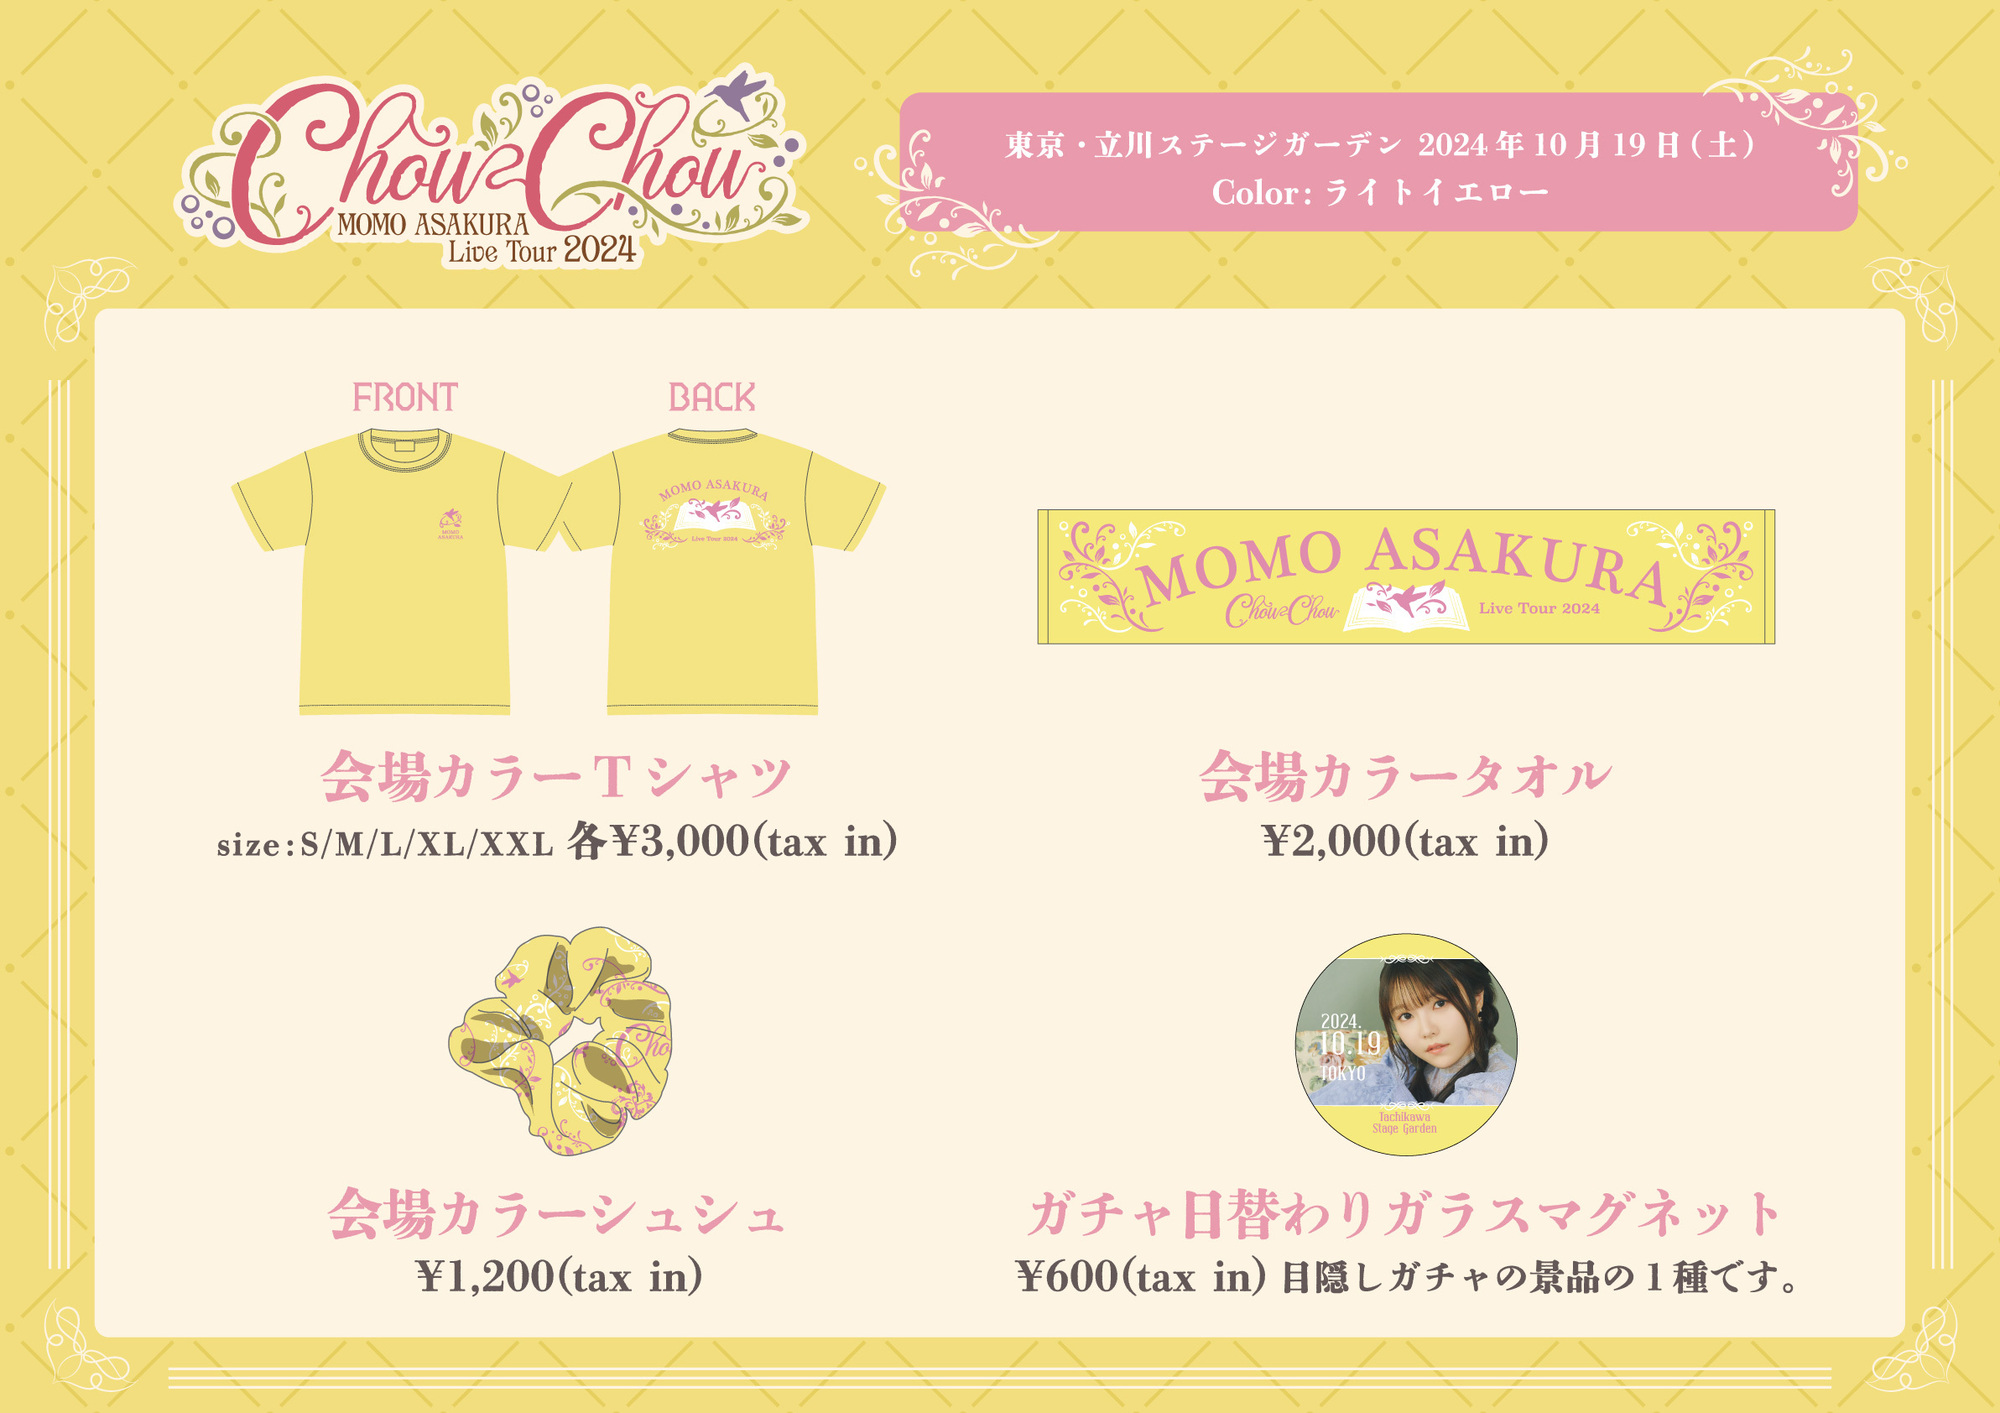 Chou Chou
MOMO ASAKURA
Live Tour 2024
東京・立川ステージガーデン 2024年10月19日(土)
Color: ライトイエロー
FRONT
BACK
MOMO
ASAKURA
MOMO ASAKURA
Live Tour 2024
MOMO ASAKURA
Chou Chou
Live Tour 2024
会場カラーTシャツ
size:S/M/L/XL/XXL 各¥3,000(tax in)
会場カラータオル
¥2,000(tax in)
Cho
2024.
10.19
TOKYO
Tachikawa
Stage Garden
会場カラーシュシュ
¥1,200(tax in)
ガチャ日替わりガラスマグネット
¥600(tax in) 目隠しガチャの景品の1種です。